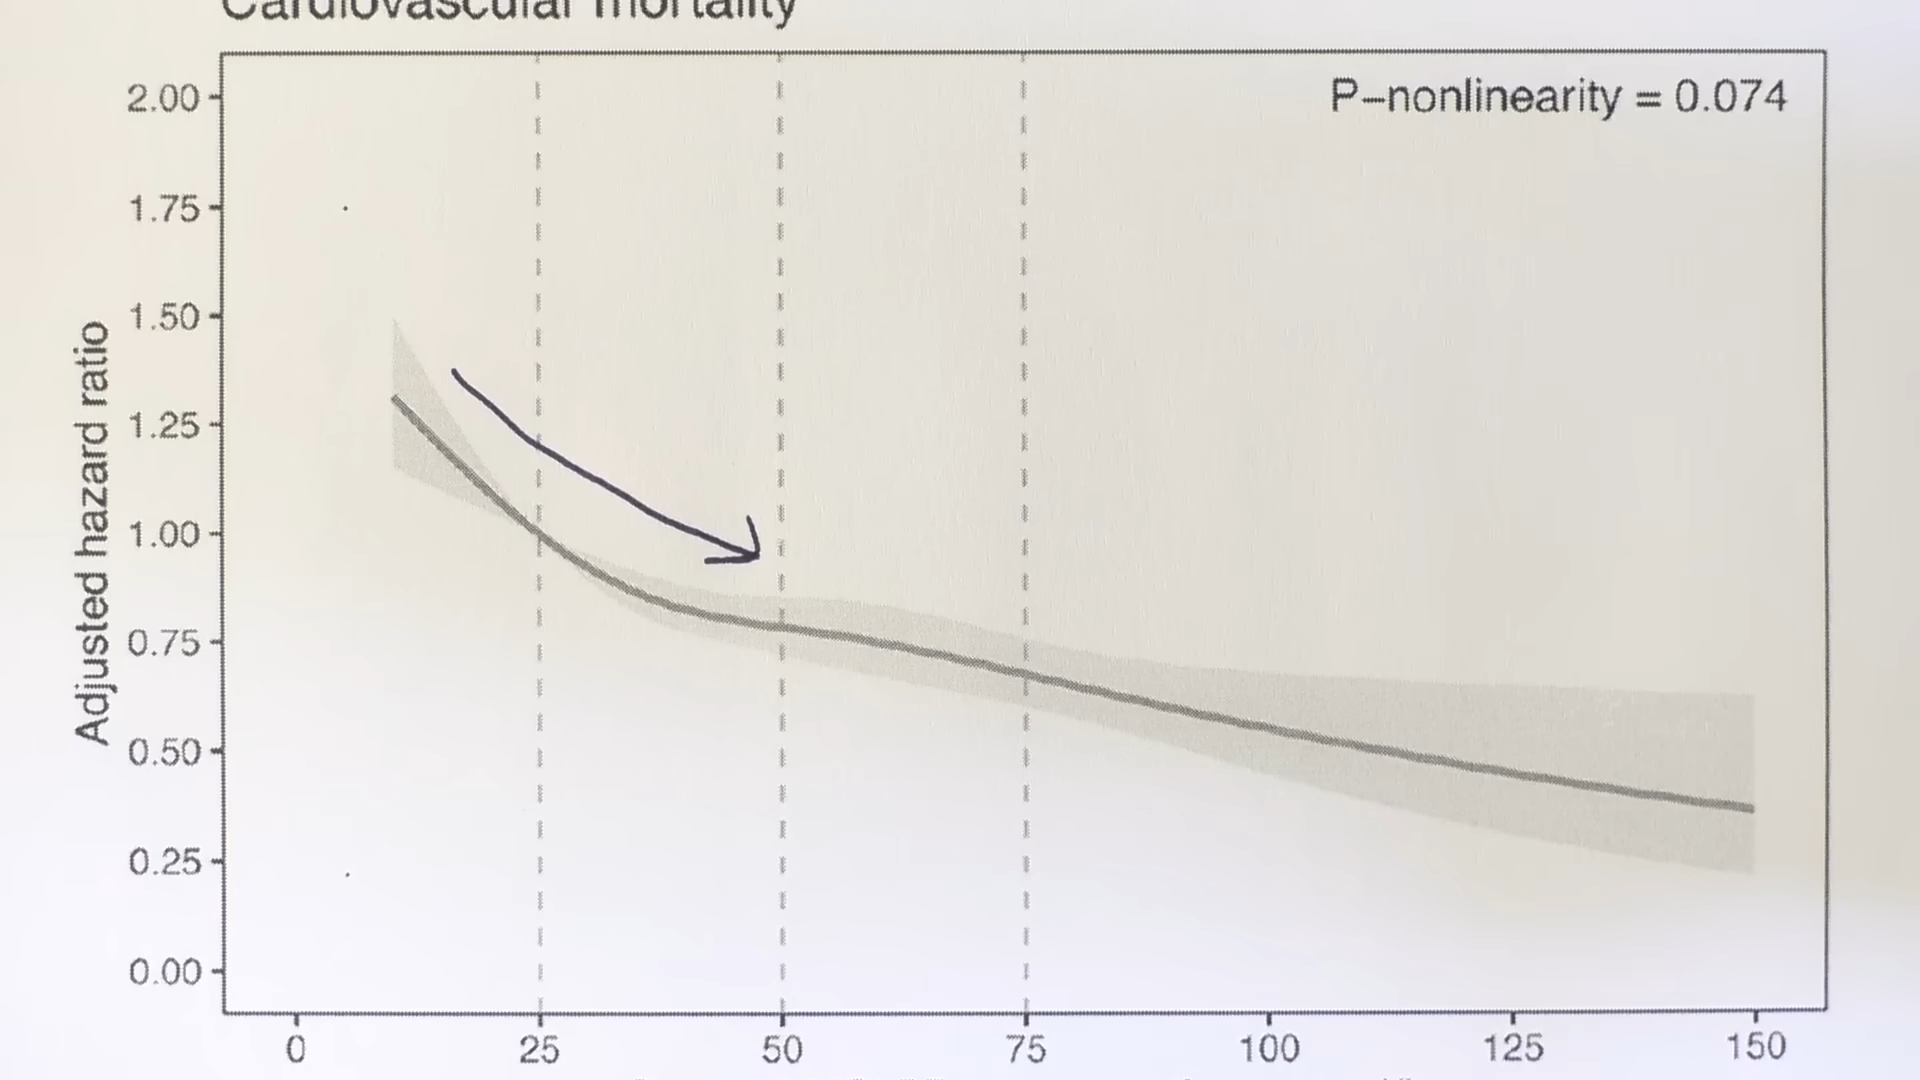 Cardiovascular mortality
P–nonlinearity = 0.074
2.00
1.75
1.50
1.25
1.00
0.75
0.50
0.25
0.00
Adjusted hazard ratio
0 25 50 75 100 125 150